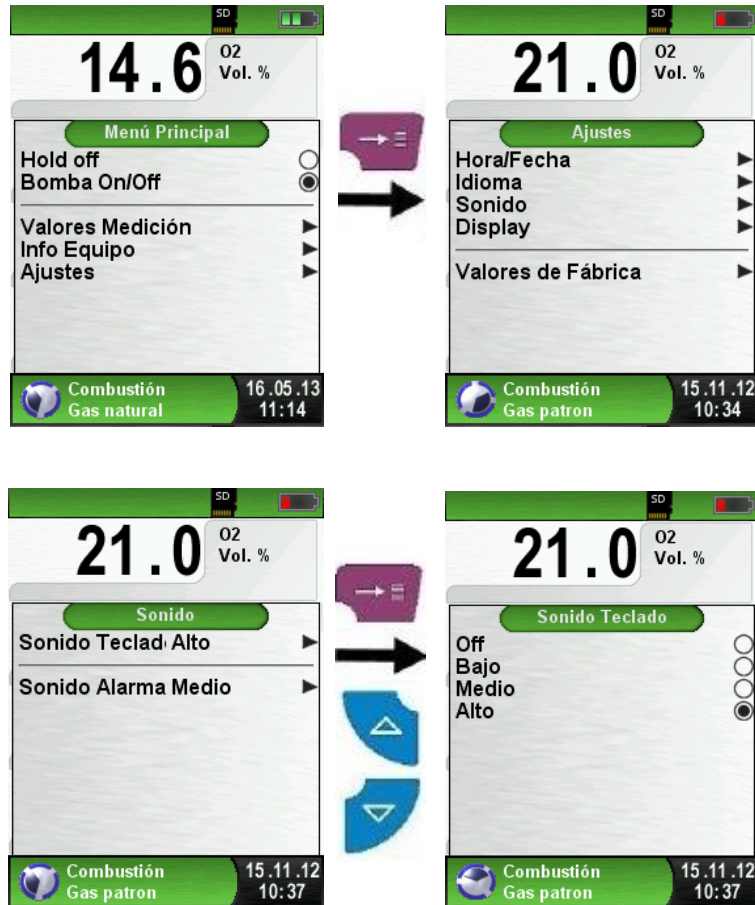 SD
14.6 O2 Vol. %
Menú Principal
Hold off
Bomba On/Off
Valores Medición
Info Equipo
Ajustes
Combustión 16.05.13
Gas natural 11:14
SD
21.0 O2 Vol. %
Ajustes
Hora/Fecha
Idioma
Sonido
Display
Valores de Fábrica
Combustión 15.11.12
Gas patron 10:34
SD
21.0 O2 Vol. %
Sonido
Sonido Teclad Alto
Sonido Alarma Medio
Combustión 15.11.12
Gas patron 10:37
SD
21.0 O2 Vol. %
Sonido Teclado
Off
Bajo
Medio
Alto
Combustión 15.11.12
Gas patron 10:37